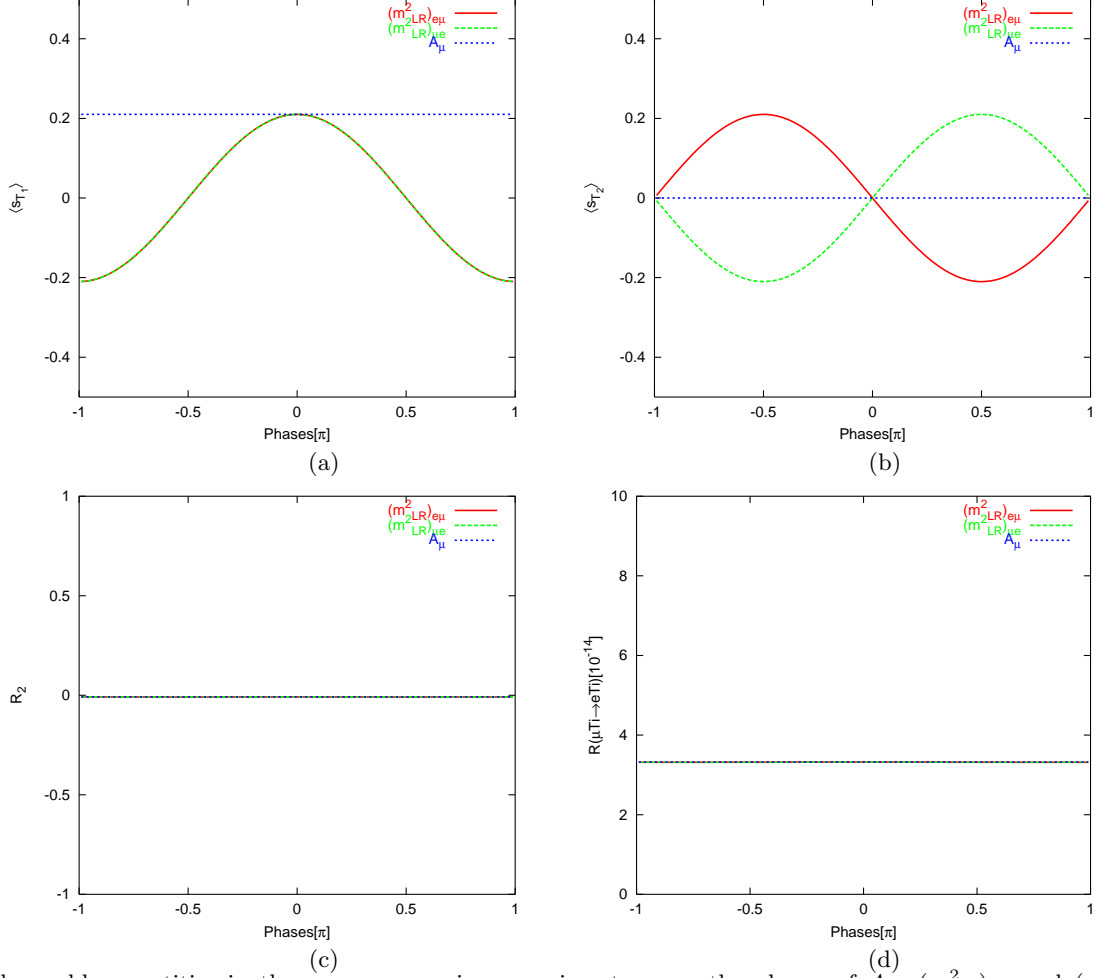 (m²LR)eμ
(m²LR)μe
Aμ
0.4
0.2
0
-0.2
-0.4
⟨sT1⟩
-1 -0.5 0 0.5 1
Phases[π]
(a)
(m²LR)eμ
(m²LR)μe
Aμ
0.4
0.2
0
-0.2
-0.4
⟨sT2⟩
-1 -0.5 0 0.5 1
Phases[π]
(b)
(m²LR)eμ
(m²LR)μe
Aμ
1
0.5
0
-0.5
-1
R2
-1 -0.5 0 0.5 1
Phases[π]
(c)
(m²LR)eμ
(m²LR)μe
Aμ
10
8
6
4
2
0
R(μTi→eTi)[10⁻¹⁴]
-1 -0.5 0 0.5 1
Phases[π]
(d)